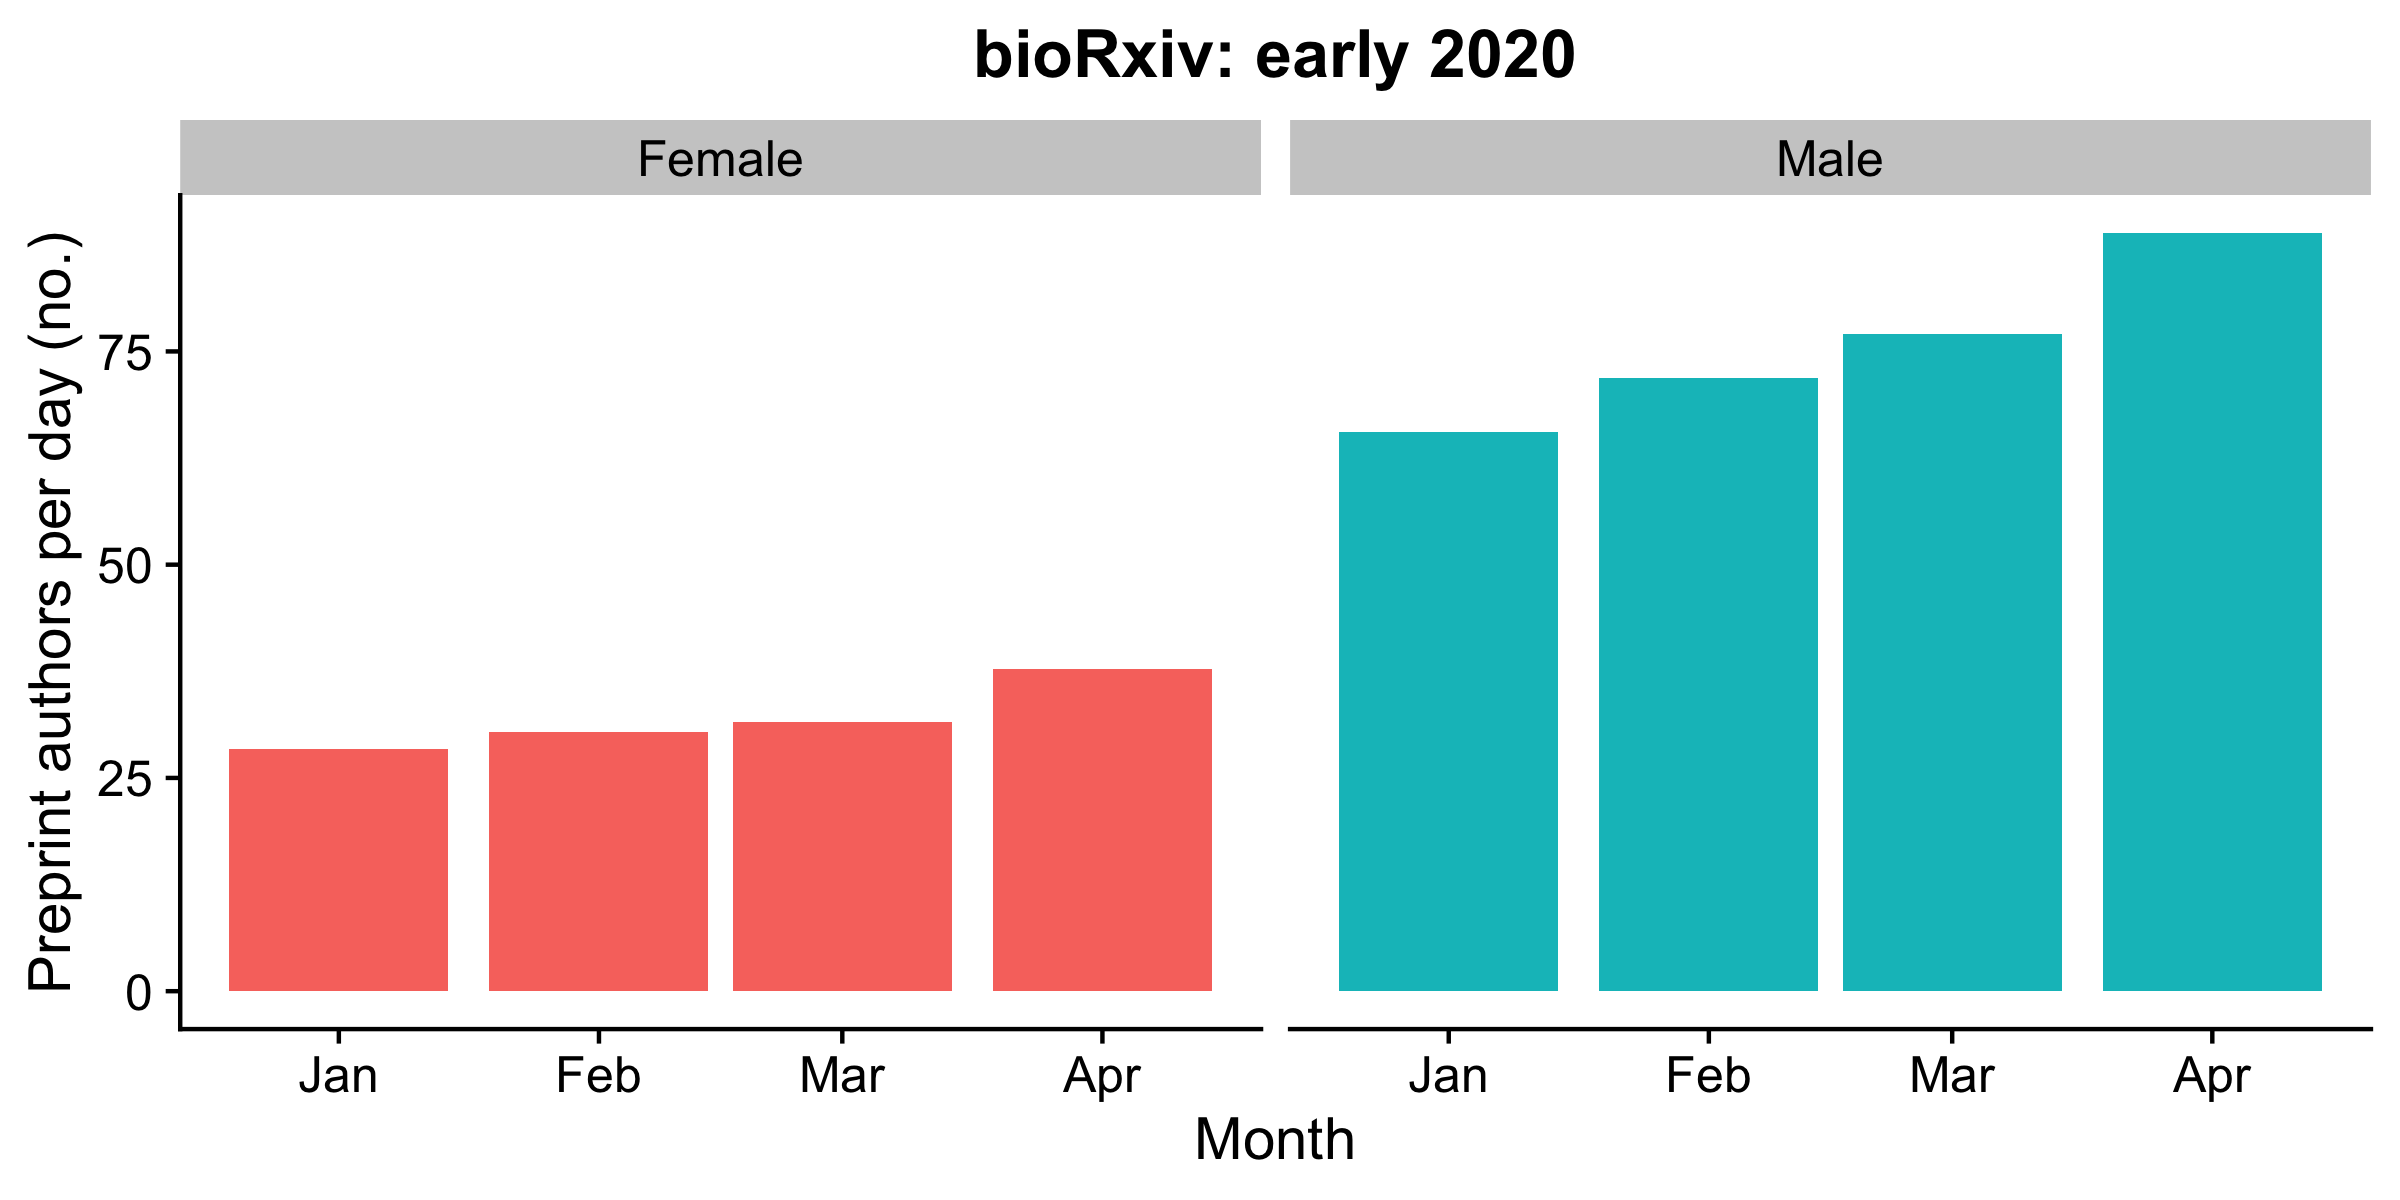 bioRxiv: early 2020
Female
Male
Preprint authors per day (no.)
75
50
25
0
Jan Feb Mar Apr
Jan Feb Mar Apr
Month